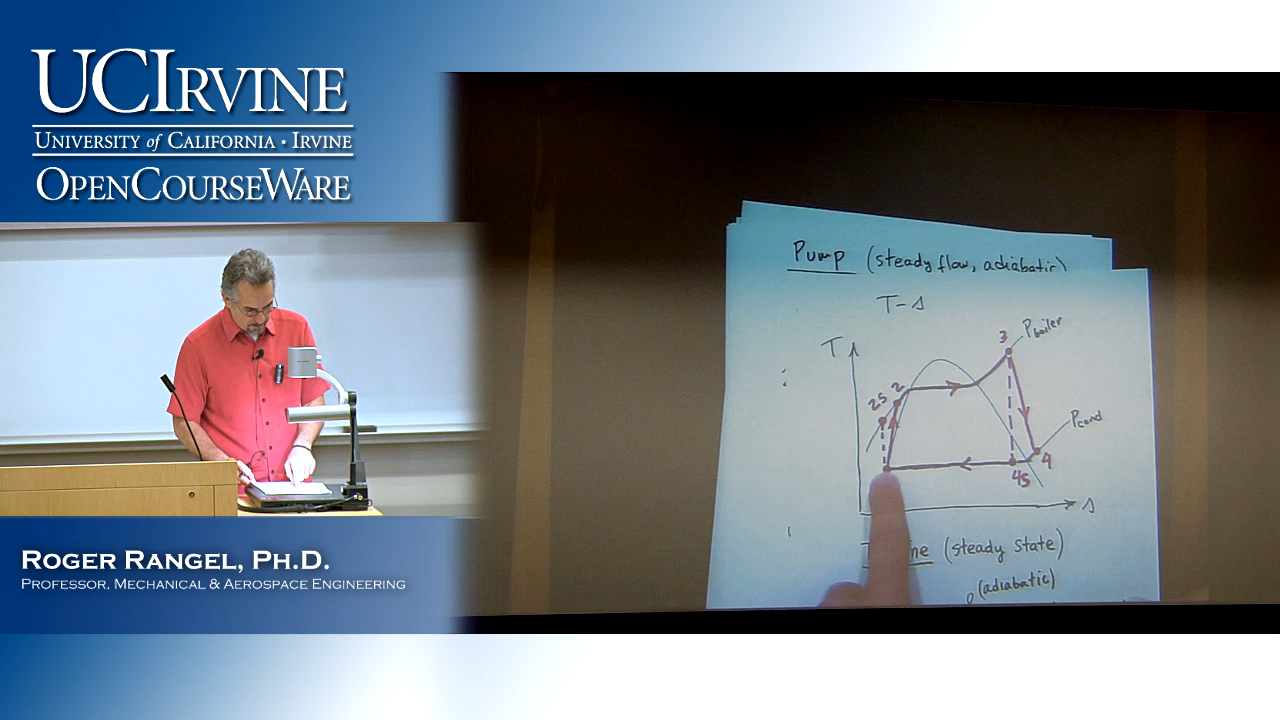 UCIRVINE
UNIVERSITY of CALIFORNIA · IRVINE
OPENCOURSEWARE
ROGER RANGEL, PH.D.
PROFESSOR, MECHANICAL & AEROSPACE ENGINEERING
Pump (steady flow, adiabatic)
T-s
T
3
Pboiler
2s
2
Pcond
4
4s
s
(steady state)
0 (adiabatic)